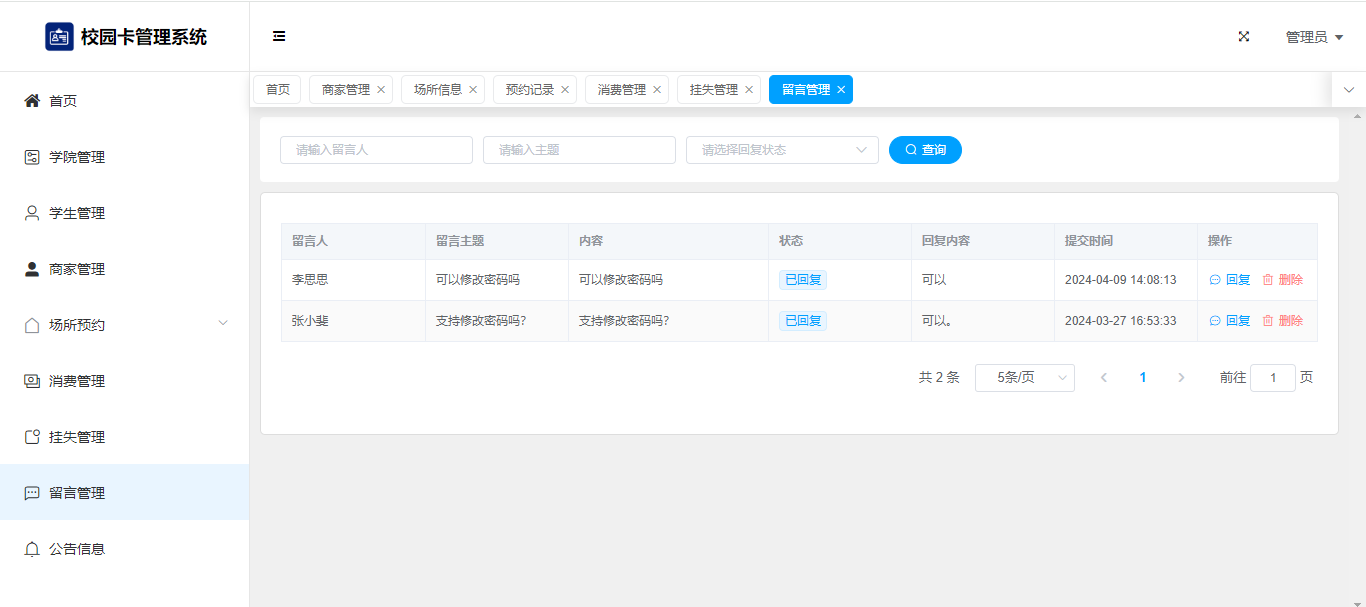 校园卡管理系统
管理员
首页
学院管理
学生管理
商家管理
场所预约
消费管理
挂失管理
留言管理
公告信息
首页 商家管理 场所信息 预约记录 消费管理 挂失管理 留言管理
请输入留言人 请输入主题 请选择回复状态 查询
留言人 留言主题 内容 状态 回复内容 提交时间 操作
李思思 可以修改密码吗 可以修改密码吗 已回复 可以 2024-04-09 14:08:13 回复 删除
张小斐 支持修改密码吗? 支持修改密码吗? 已回复 可以。 2024-03-27 16:53:33 回复 删除
共 2 条 5条/页 1 前往 1 页